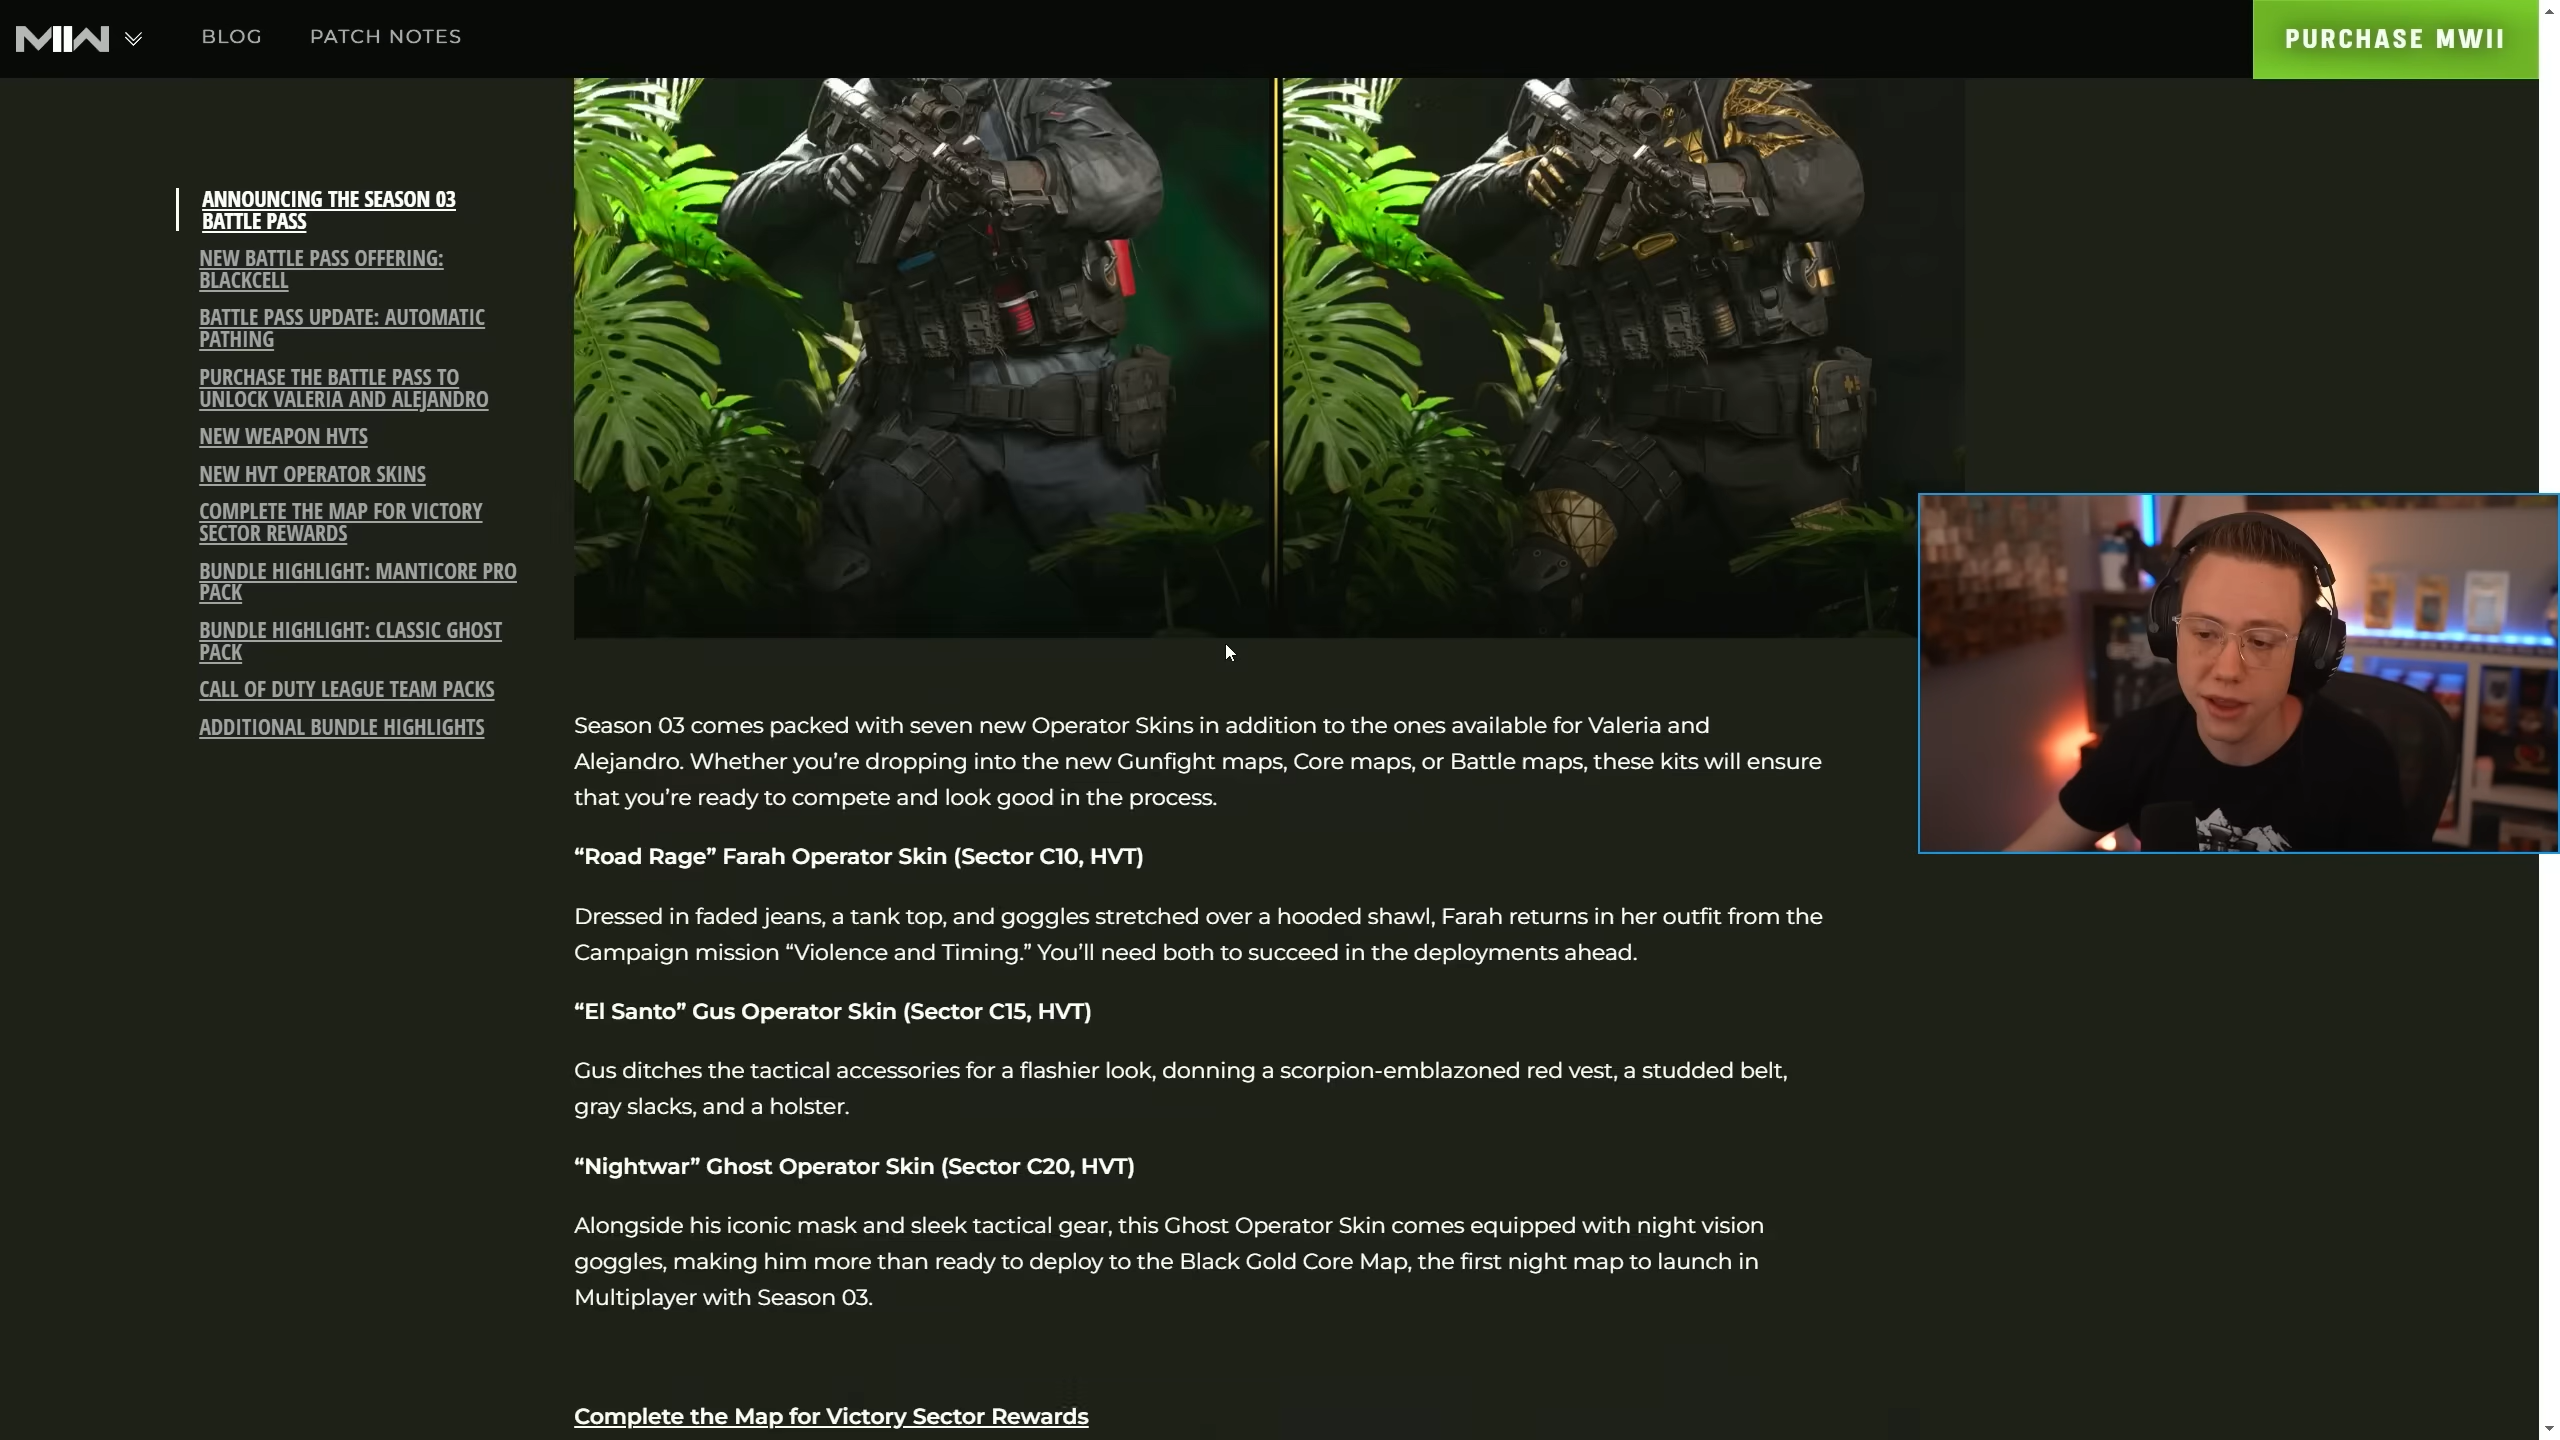 MIIW
BLOG
PATCH NOTES
PURCHASE MWII
ANNOUNCING THE SEASON 03
BATTLE PASS
NEW BATTLE PASS OFFERING:
BLACKCELL
BATTLE PASS UPDATE: AUTOMATIC
PATHING
PURCHASE THE BATTLE PASS TO
UNLOCK VALERIA AND ALEJANDRO
NEW WEAPON HVTS
NEW HVT OPERATOR SKINS
COMPLETE THE MAP FOR VICTORY
SECTOR REWARDS
BUNDLE HIGHLIGHT: MANTICORE PRO
PACK
BUNDLE HIGHLIGHT: CLASSIC GHOST
PACK
CALL OF DUTY LEAGUE TEAM PACKS
ADDITIONAL BUNDLE HIGHLIGHTS
Season 03 comes packed with seven new Operator Skins in addition to the ones available for Valeria and
Alejandro. Whether you’re dropping into the new Gunfight maps, Core maps, or Battle maps, these kits will ensure
that you’re ready to compete and look good in the process.
“Road Rage” Farah Operator Skin (Sector C10, HVT)
Dressed in faded jeans, a tank top, and goggles stretched over a hooded shawl, Farah returns in her outfit from the
Campaign mission “Violence and Timing.” You’ll need both to succeed in the deployments ahead.
“El Santo” Gus Operator Skin (Sector C15, HVT)
Gus ditches the tactical accessories for a flashier look, donning a scorpion-emblazoned red vest, a studded belt,
gray slacks, and a holster.
“Nightwar” Ghost Operator Skin (Sector C20, HVT)
Alongside his iconic mask and sleek tactical gear, this Ghost Operator Skin comes equipped with night vision
goggles, making him more than ready to deploy to the Black Gold Core Map, the first night map to launch in
Multiplayer with Season 03.
Complete the Map for Victory Sector Rewards